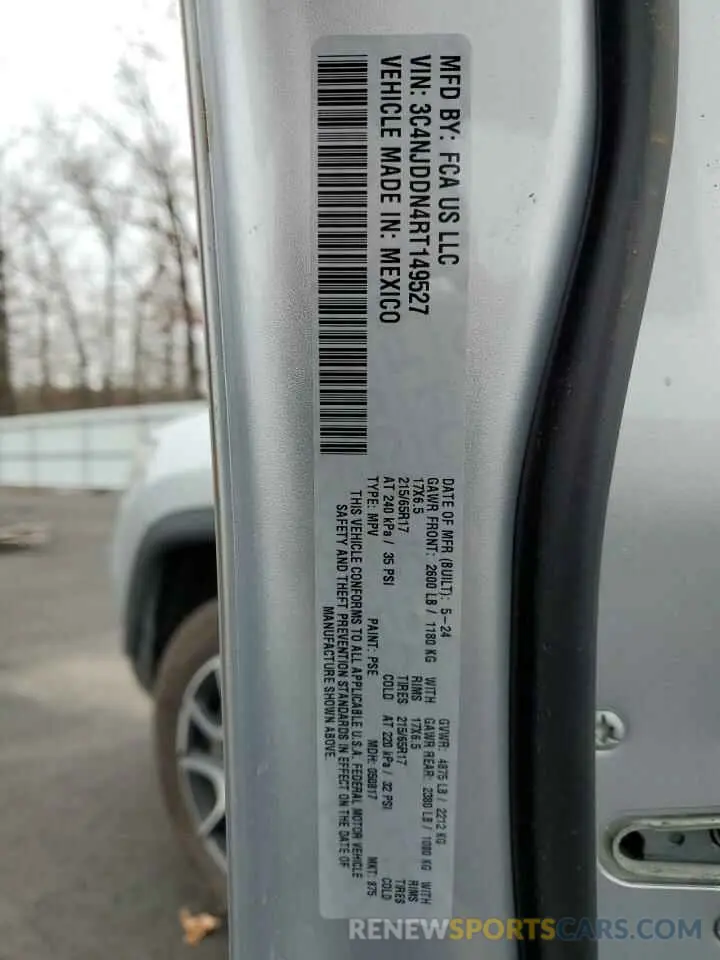 MFD BY: FCA US LLC
VIN: 3C4NJDDN4RT149527
VEHICLE MADE IN: MEXICO
DATE OF MFR (BUILT): 5-24 GVWR: 4875 LB / 2212 KG
GAWR FRONT: 2600 LB / 1180 KG WITH GAWR REAR: 2380 LB / 1080 KG WITH
17X6.5 RIMS 17X6.5 RIMS
215/65R17 TIRES 215/65R17 TIRES
AT 240 kPa / 35 PSI COLD AT 220 kPa / 32 PSI COLD
TYPE: MPV PAINT: PSE MDH: 050817 MKT: 875
THIS VEHICLE CONFORMS TO ALL APPLICABLE U.S.A. FEDERAL MOTOR VEHICLE
SAFETY AND THEFT PREVENTION STANDARDS IN EFFECT ON THE DATE OF
MANUFACTURE SHOWN ABOVE.
RENEWSPORTSCARS.COM